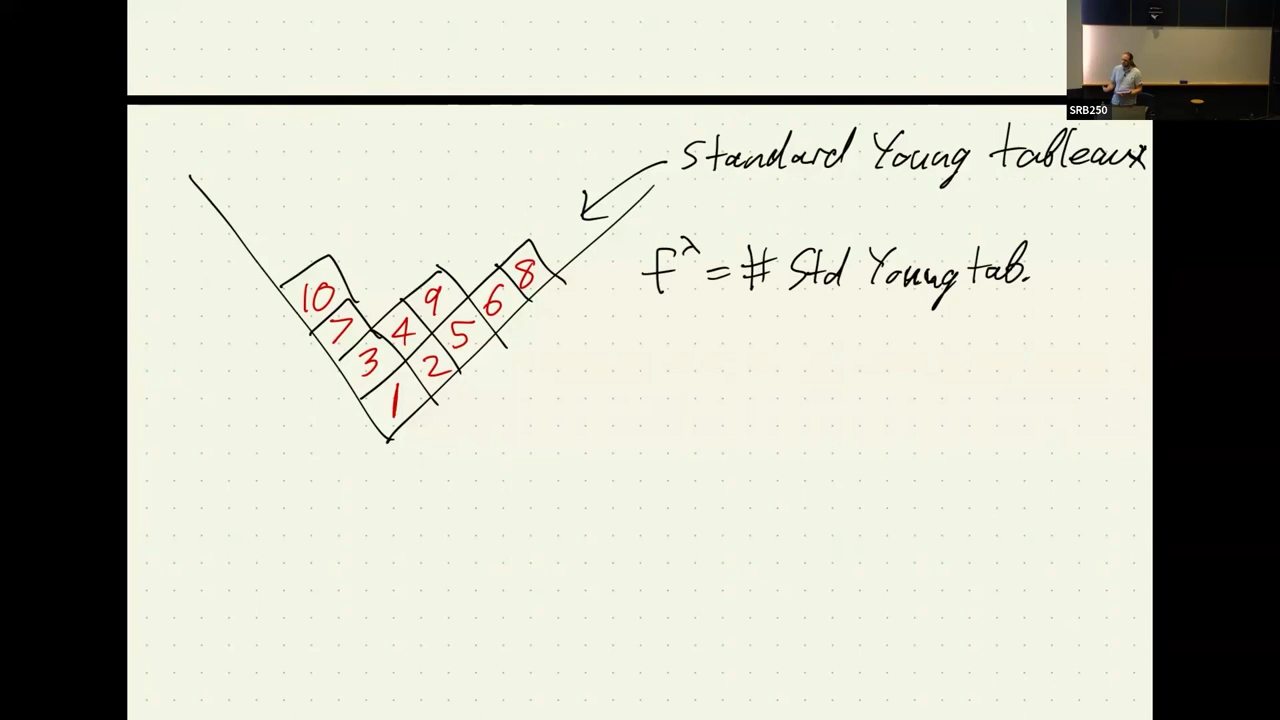 SRB250
Standard Young tableaux
f^λ = # Std Young tab.
8
10 9 6
7 4 5
3 2
1